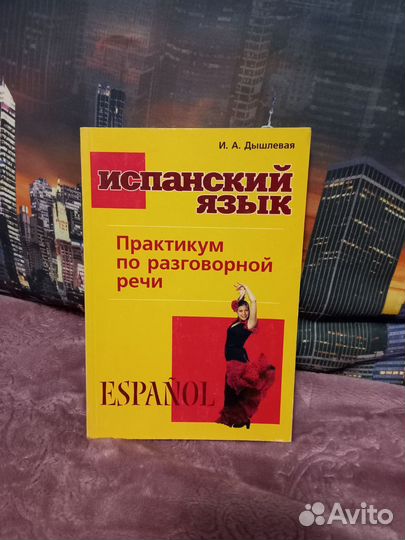 И. А. Дышлевая
испанский
язык
Практикум
по разговорной
речи
ESPAÑOL
Avito